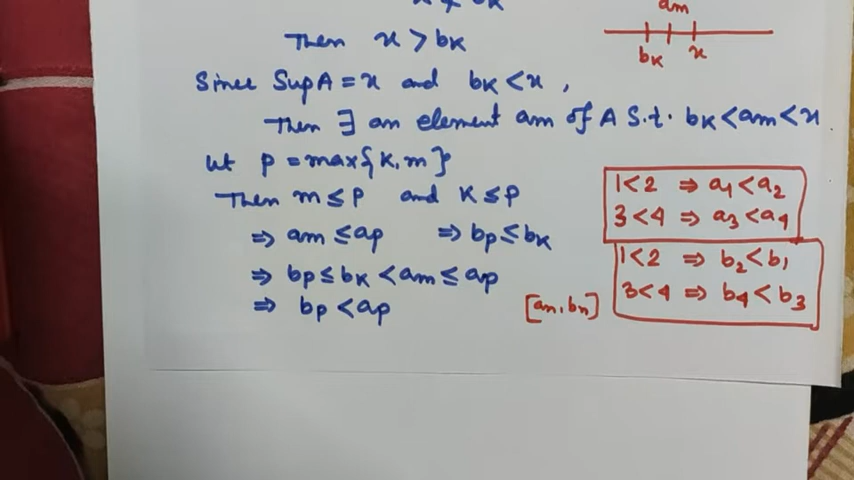 am
Then x > bK
bK x
Since SupA = x and bK < x ,
Then ∃ an element am of A S.t. bK < am < x
Let P = max{K, m}
Then m ≤ P and K ≤ P
⇒ am ≤ ap ⇒ bp ≤ bK
⇒ bp ≤ bK < am ≤ ap
⇒ bp < ap
[an, bn]
1 < 2 ⇒ a1 < a2
3 < 4 ⇒ a3 < a4
1 < 2 ⇒ b2 < b1
3 < 4 ⇒ b4 < b3